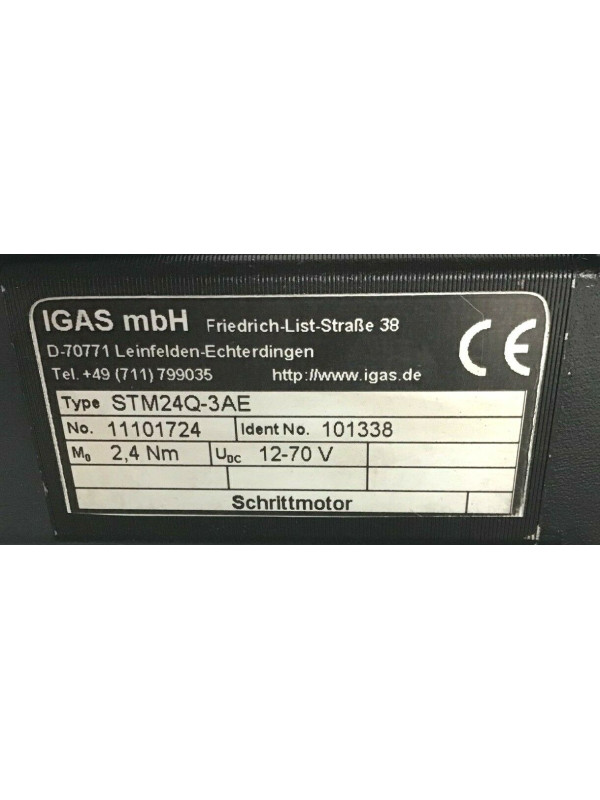 IGAS mbH Friedrich-List-Straße 38
D-70771 Leinfelden-Echterdingen
Tel. +49 (711) 799035 http://www.igas.de
CE
Type STM24Q-3AE
No. 11101724 Ident No. 101338
M₀ 2,4 Nm U_DC 12-70 V
Schrittmotor